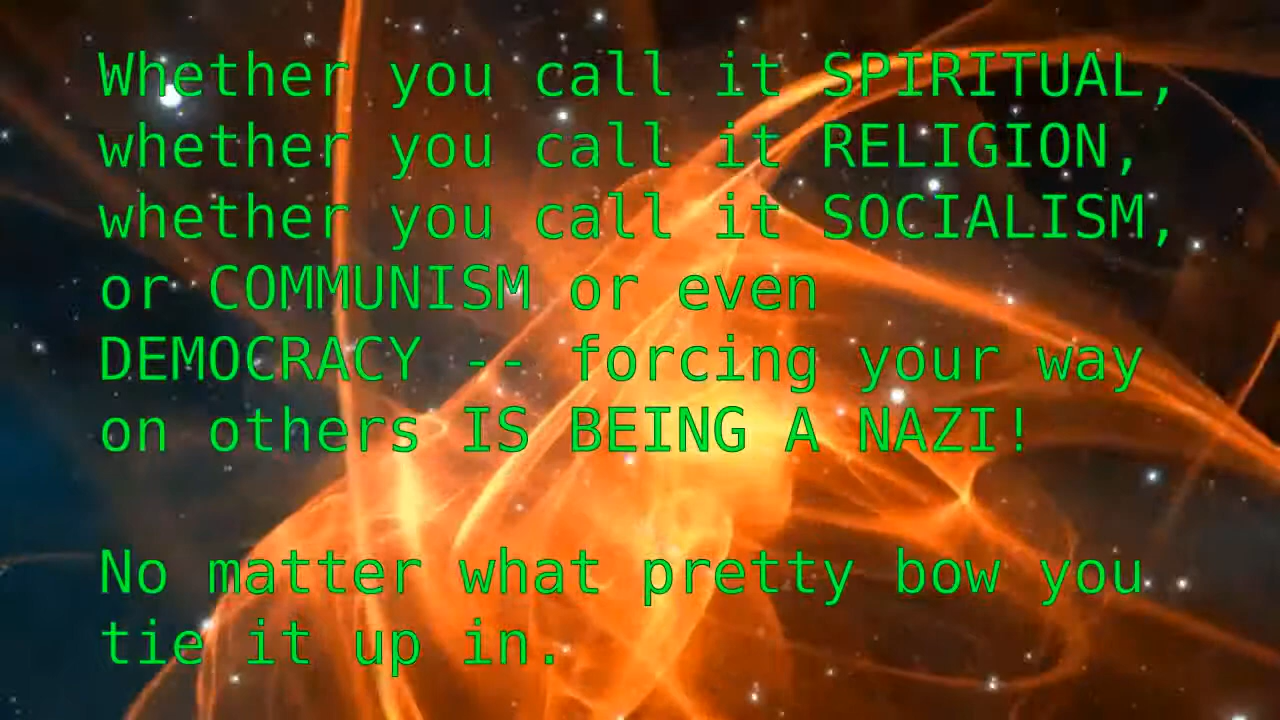 Whether you call it SPIRITUAL,
whether you call it RELIGION,
whether you call it SOCIALISM,
or COMMUNISM or even
DEMOCRACY -- forcing your way
on others IS BEING A NAZI!
No matter what pretty bow you
tie it up in.